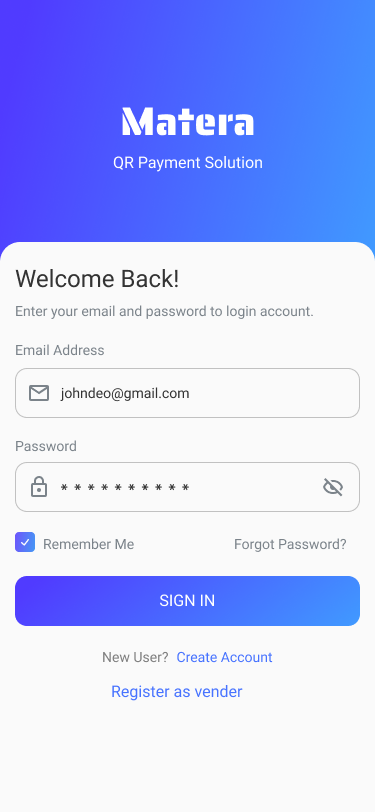 Matera
QR Payment Solution
Welcome Back!
Enter your email and password to login account.
Email Address
johndeo@gmail.com
Password
* * * * * * * * * *
Remember Me Forgot Password?
SIGN IN
New User? Create Account
Register as vender